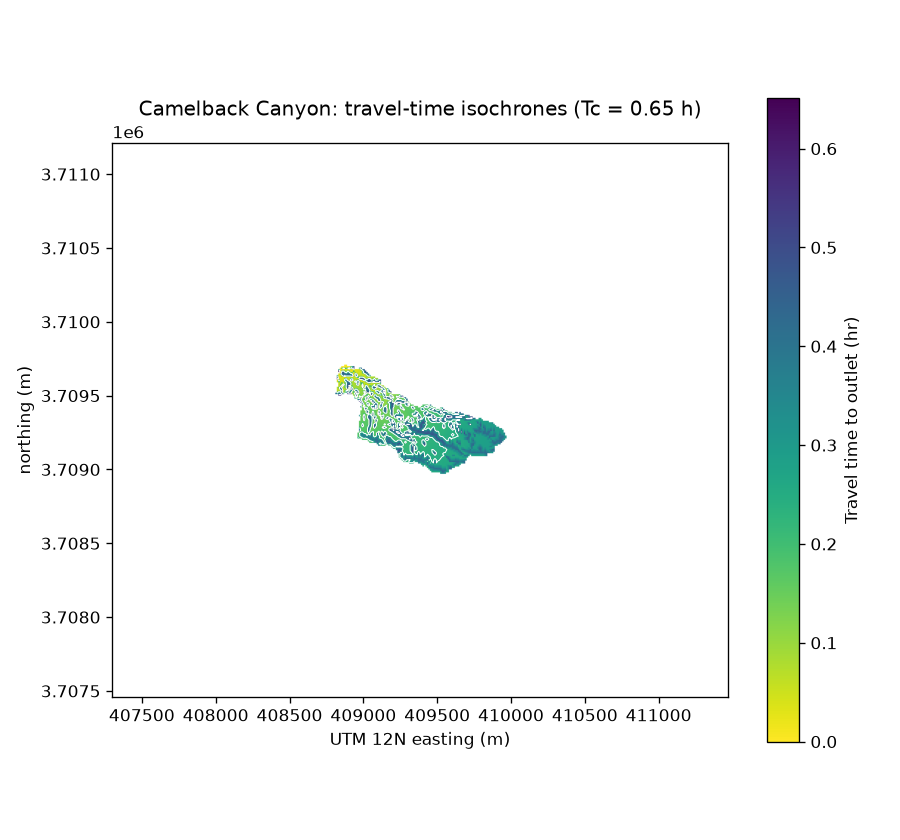 Camelback Canyon: travel-time isochrones (Tc = 0.65 h)
1e6
3.7110
3.7105
3.7100
3.7095
3.7090
3.7085
3.7080
3.7075
northing (m)
407500 408000 408500 409000 409500 410000 410500 411000
UTM 12N easting (m)
0.6
0.5
0.4
0.3
0.2
0.1
0.0
Travel time to outlet (hr)